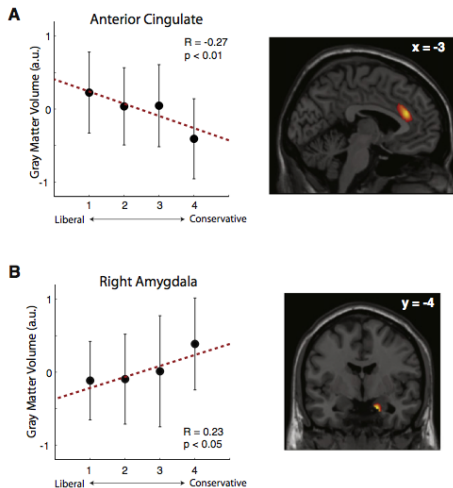 A
Anterior Cingulate
R = -0.27
p < 0.01
x = -3
Gray Matter Volume (a.u.)
1
0
-1
1 2 3 4
Liberal Conservative
B
Right Amygdala
y = -4
Gray Matter Volume (a.u.)
1
0
-1
R = 0.23
p < 0.05
1 2 3 4
Liberal Conservative